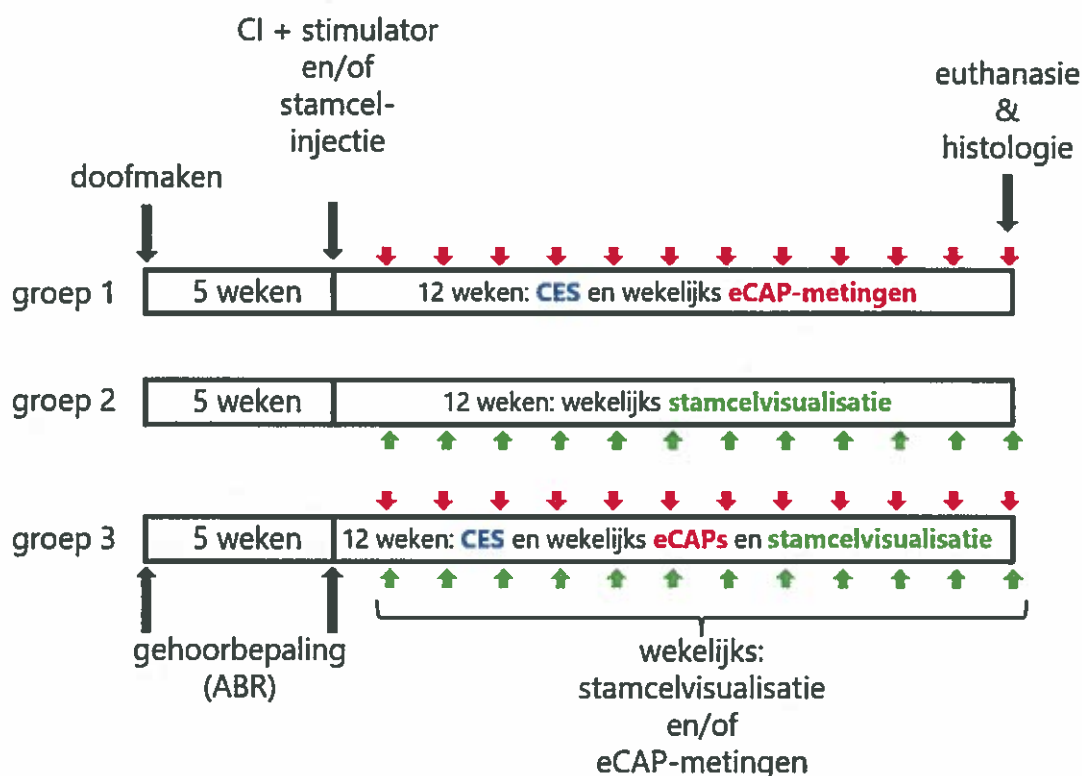 CI + stimulator
en/of
stamcel-
injectie
euthanasie
&
histologie
doofmaken
groep 1
5 weken
12 weken: CES en wekelijks eCAP-metingen
groep 2
5 weken
12 weken: wekelijks stamcelvisualisatie
groep 3
5 weken
12 weken: CES en wekelijks eCAPs en stamcelvisualisatie
gehoorbepaling
(ABR)
wekelijks:
stamcelvisualisatie
en/of
eCAP-metingen